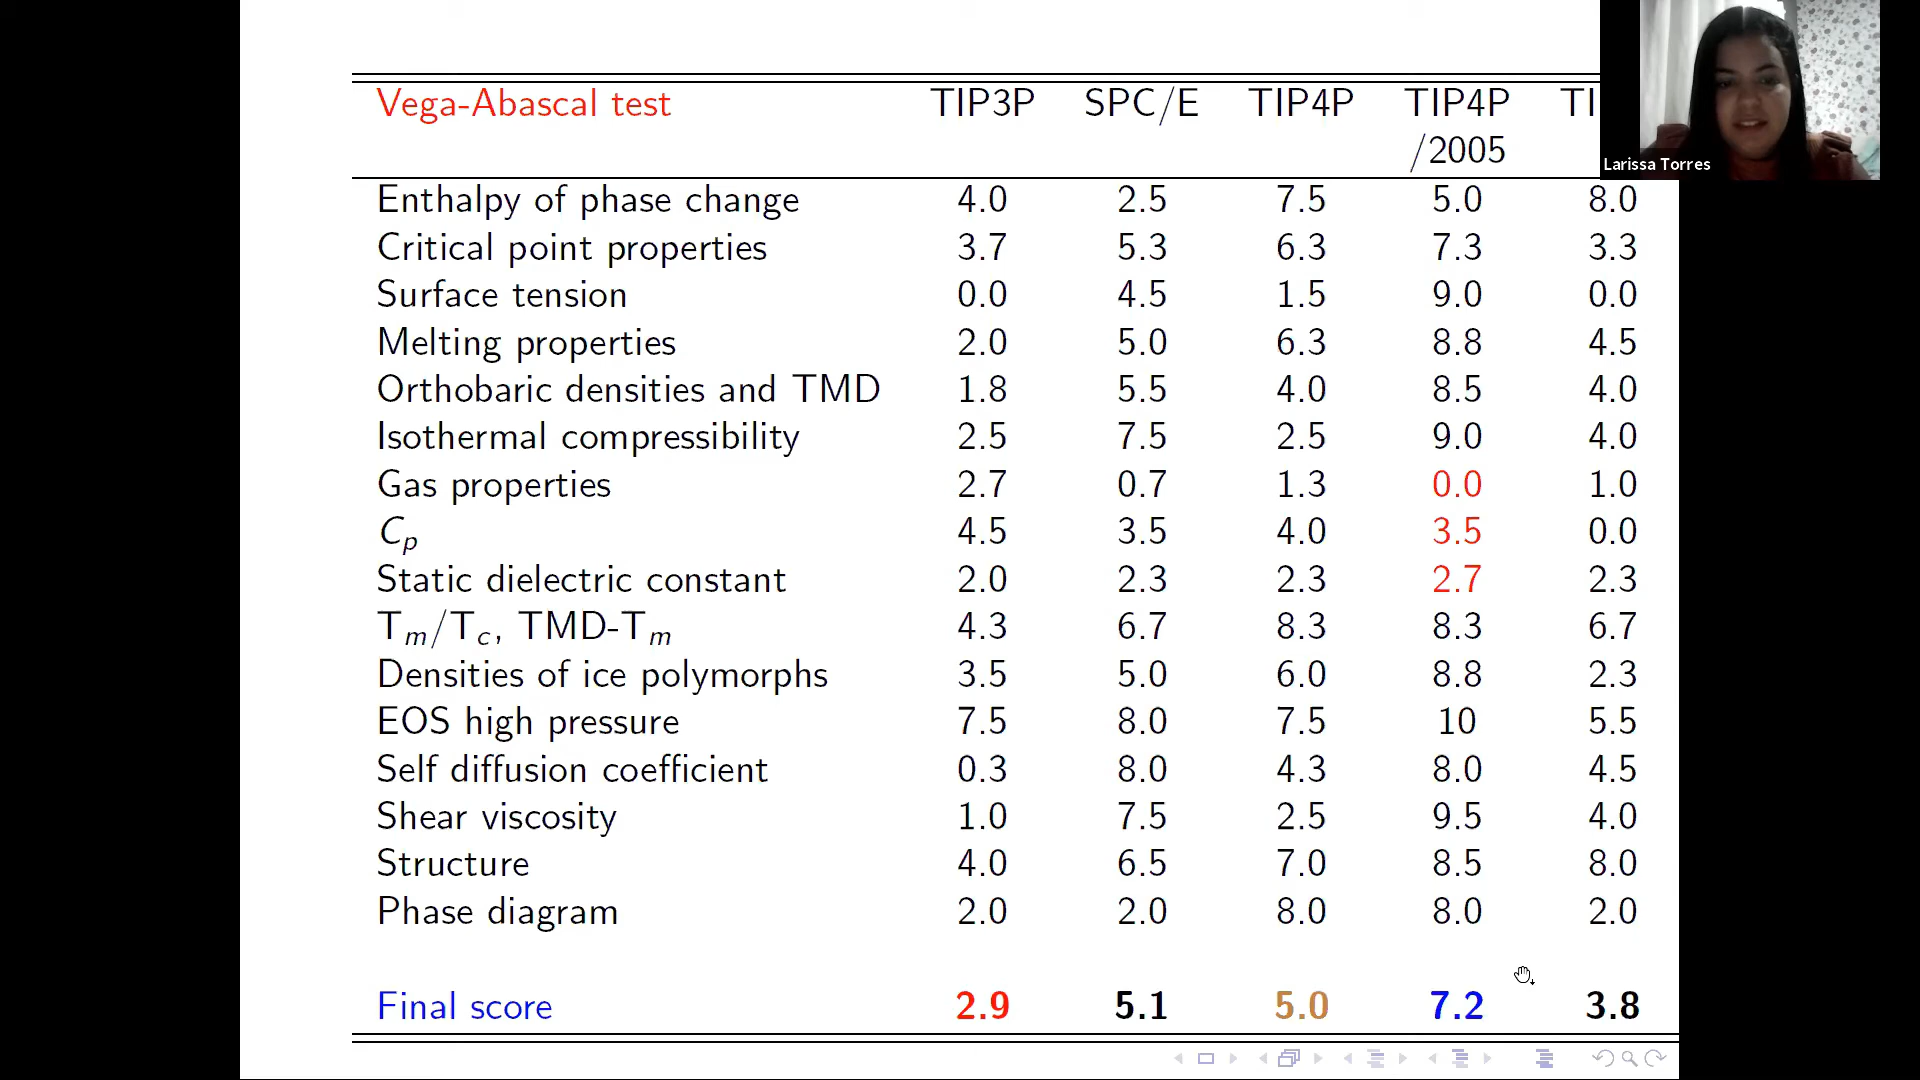 Vega-Abascal test TIP3P SPC/E TIP4P TIP4P TI
/2005
Larissa Torres
Enthalpy of phase change 4.0 2.5 7.5 5.0 8.0
Critical point properties 3.7 5.3 6.3 7.3 3.3
Surface tension 0.0 4.5 1.5 9.0 0.0
Melting properties 2.0 5.0 6.3 8.8 4.5
Orthobaric densities and TMD 1.8 5.5 4.0 8.5 4.0
Isothermal compressibility 2.5 7.5 2.5 9.0 4.0
Gas properties 2.7 0.7 1.3 0.0 1.0
Cp 4.5 3.5 4.0 3.5 0.0
Static dielectric constant 2.0 2.3 2.3 2.7 2.3
Tm/Tc, TMD-Tm 4.3 6.7 8.3 8.3 6.7
Densities of ice polymorphs 3.5 5.0 6.0 8.8 2.3
EOS high pressure 7.5 8.0 7.5 10 5.5
Self diffusion coefficient 0.3 8.0 4.3 8.0 4.5
Shear viscosity 1.0 7.5 2.5 9.5 4.0
Structure 4.0 6.5 7.0 8.5 8.0
Phase diagram 2.0 2.0 8.0 8.0 2.0
Final score 2.9 5.1 5.0 7.2 3.8